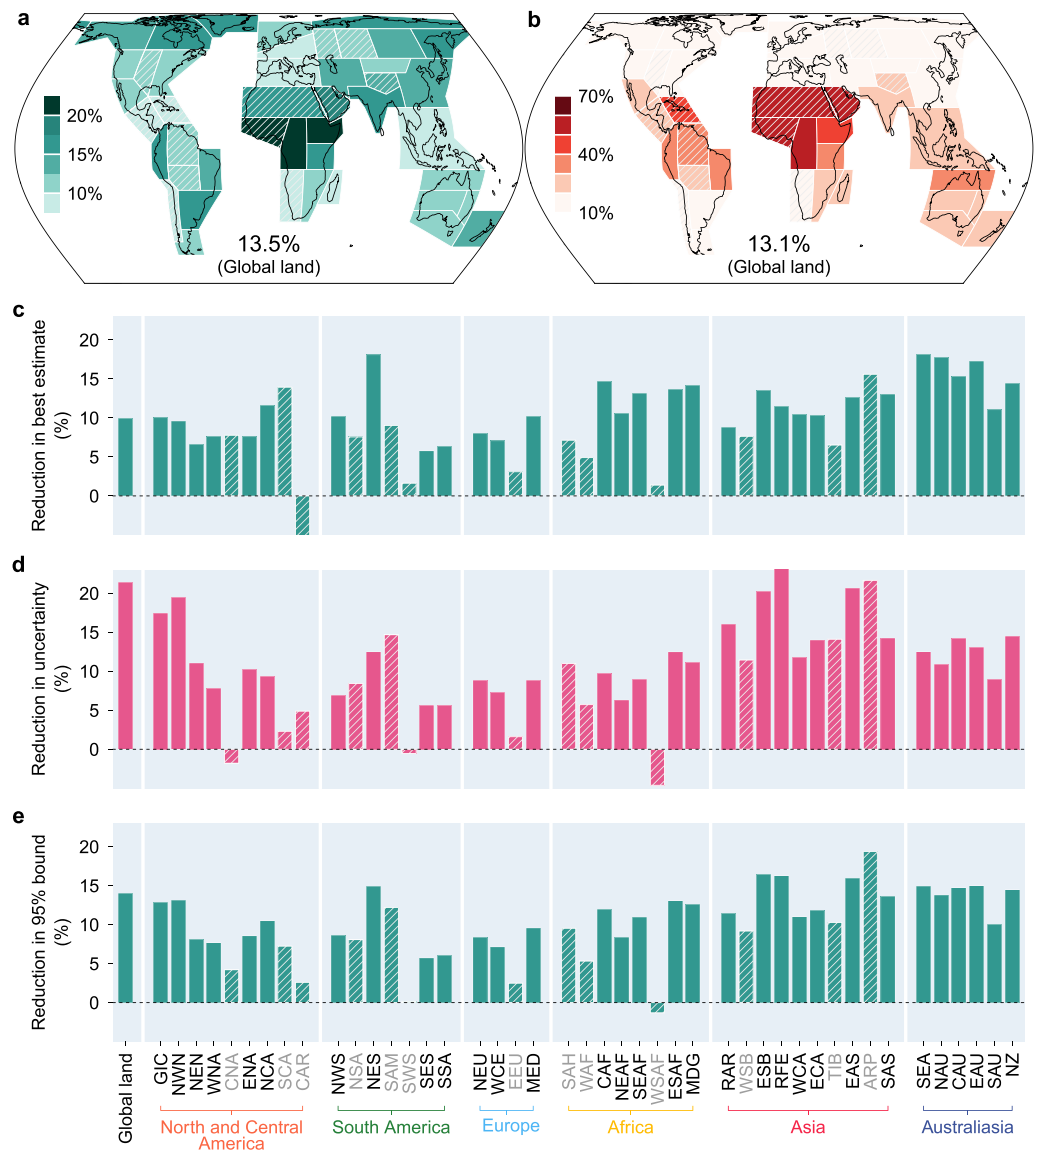 a
b
20%
15%
10%
13.5%
(Global land)
70%
40%
10%
13.1%
(Global land)
c
Reduction in best estimate
(%)
20
15
10
5
0
d
Reduction in uncertainty
(%)
20
15
10
5
0
e
Reduction in 95% bound
(%)
20
15
10
5
0
Global land
GIC
NWN
NEN
WNA
CNA
ENA
NCA
SCA
CAR
NWS
NSA
NES
SAM
SWS
SES
SSA
NEU
WCE
EEU
MED
SAH
WAF
CAF
NEAF
SEAF
WSAF
ESAF
MDG
RAR
WSB
ESB
RFE
WCA
ECA
TIB
EAS
ARP
SAS
SEA
NAU
CAU
EAU
SAU
NZ
North and Central
America
South America
Europe
Africa
Asia
Australiasia